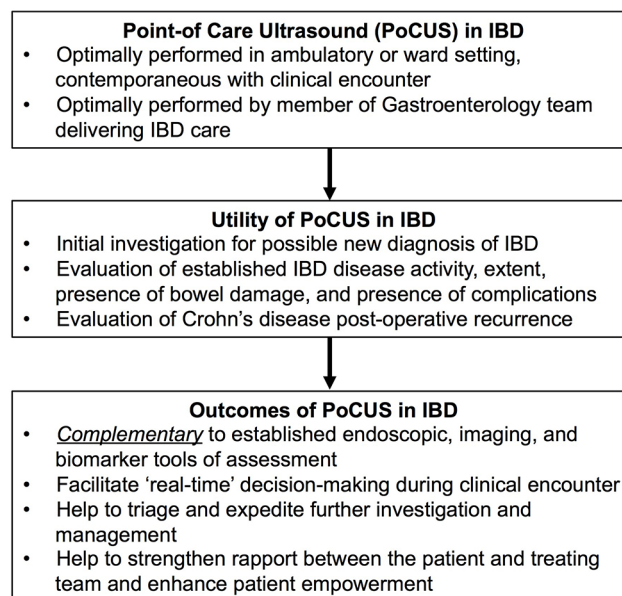 Point-of Care Ultrasound (PoCUS) in IBD
• Optimally performed in ambulatory or ward setting,
contemporaneous with clinical encounter
• Optimally performed by member of Gastroenterology team
delivering IBD care
Utility of PoCUS in IBD
• Initial investigation for possible new diagnosis of IBD
• Evaluation of established IBD disease activity, extent,
presence of bowel damage, and presence of complications
• Evaluation of Crohn’s disease post-operative recurrence
Outcomes of PoCUS in IBD
• Complementary to established endoscopic, imaging, and
biomarker tools of assessment
• Facilitate ‘real-time’ decision-making during clinical encounter
• Help to triage and expedite further investigation and
management
• Help to strengthen rapport between the patient and treating
team and enhance patient empowerment